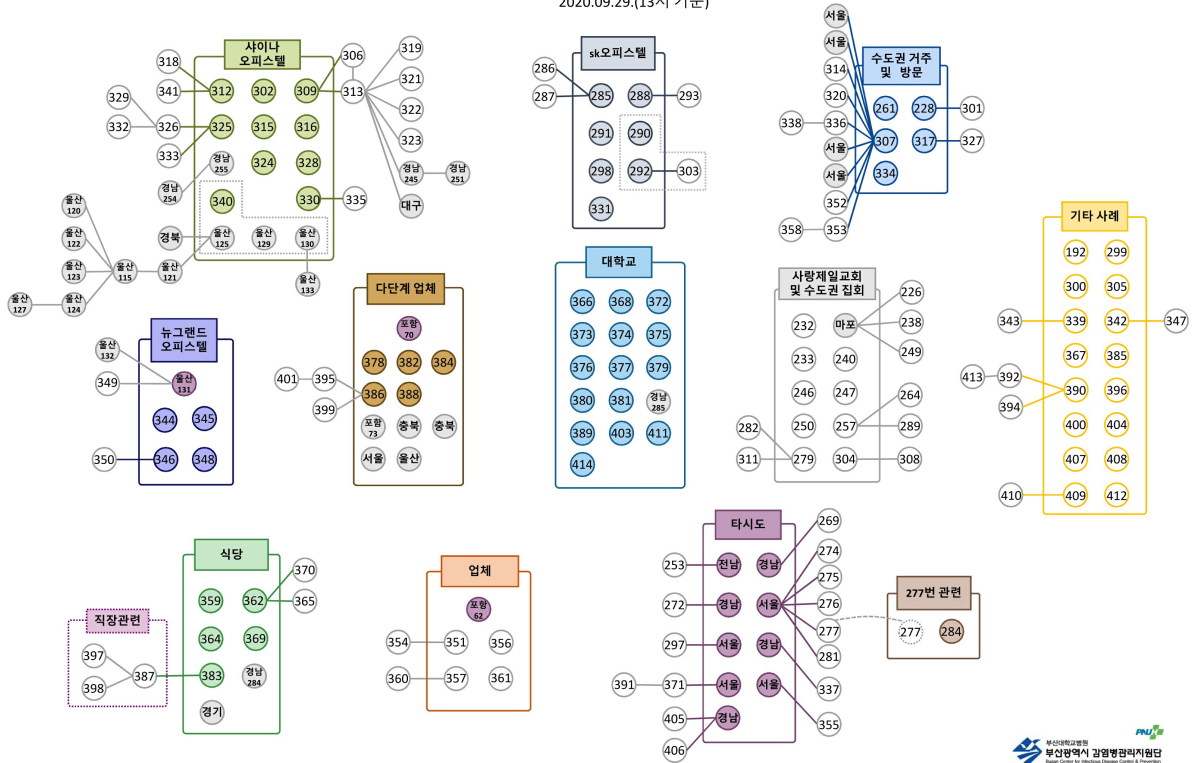 2020.09.29.(13시 기준)
샤이나
오피스텔
318
341
329
332
326
333
312
302
309
325
315
316
경남
255
324
328
경남
254
340
330
335
울산
125
울산
129
울산
130
울산
133
경북
울산
121
울산
115
울산
120
울산
122
울산
123
울산
124
울산
127
306
313
319
321
322
323
경남
245
경남
251
대구
sk오피스텔
286
287
285
288
293
291
290
298
292
303
331
수도권 거주
및 방문
서울
서울
314
320
338
336
서울
서울
352
358
353
261
228
301
307
317
327
334
기타 사례
192
299
300
305
343
339
342
347
367
385
413
392
394
390
396
400
404
407
408
410
409
412
뉴그랜드
오피스텔
울산
132
349
울산
131
344
345
350
346
348
다단계 업체
포항
70
378
382
384
401
395
399
386
388
포항
73
충북
충북
서울
울산
대학교
366
368
372
373
374
375
376
377
379
380
381
경남
285
389
403
411
414
사랑제일교회
및 수도권 집회
232
마포
226
238
249
233
240
246
247
264
250
257
289
282
311
279
304
308
식당
359
362
370
365
364
369
383
경남
284
경기
직장관련
397
398
387
업체
포항
62
354
351
356
360
357
361
타시도
253
전남
경남
269
272
경남
서울
274
275
276
277
281
297
서울
경남
337
391
371
서울
서울
355
405
406
경남
277번 관련
277
284
PNUH
부산대학교병원
부산광역시 감염병관리지원단
Busan Center for Infectious Disease Control & Prevention